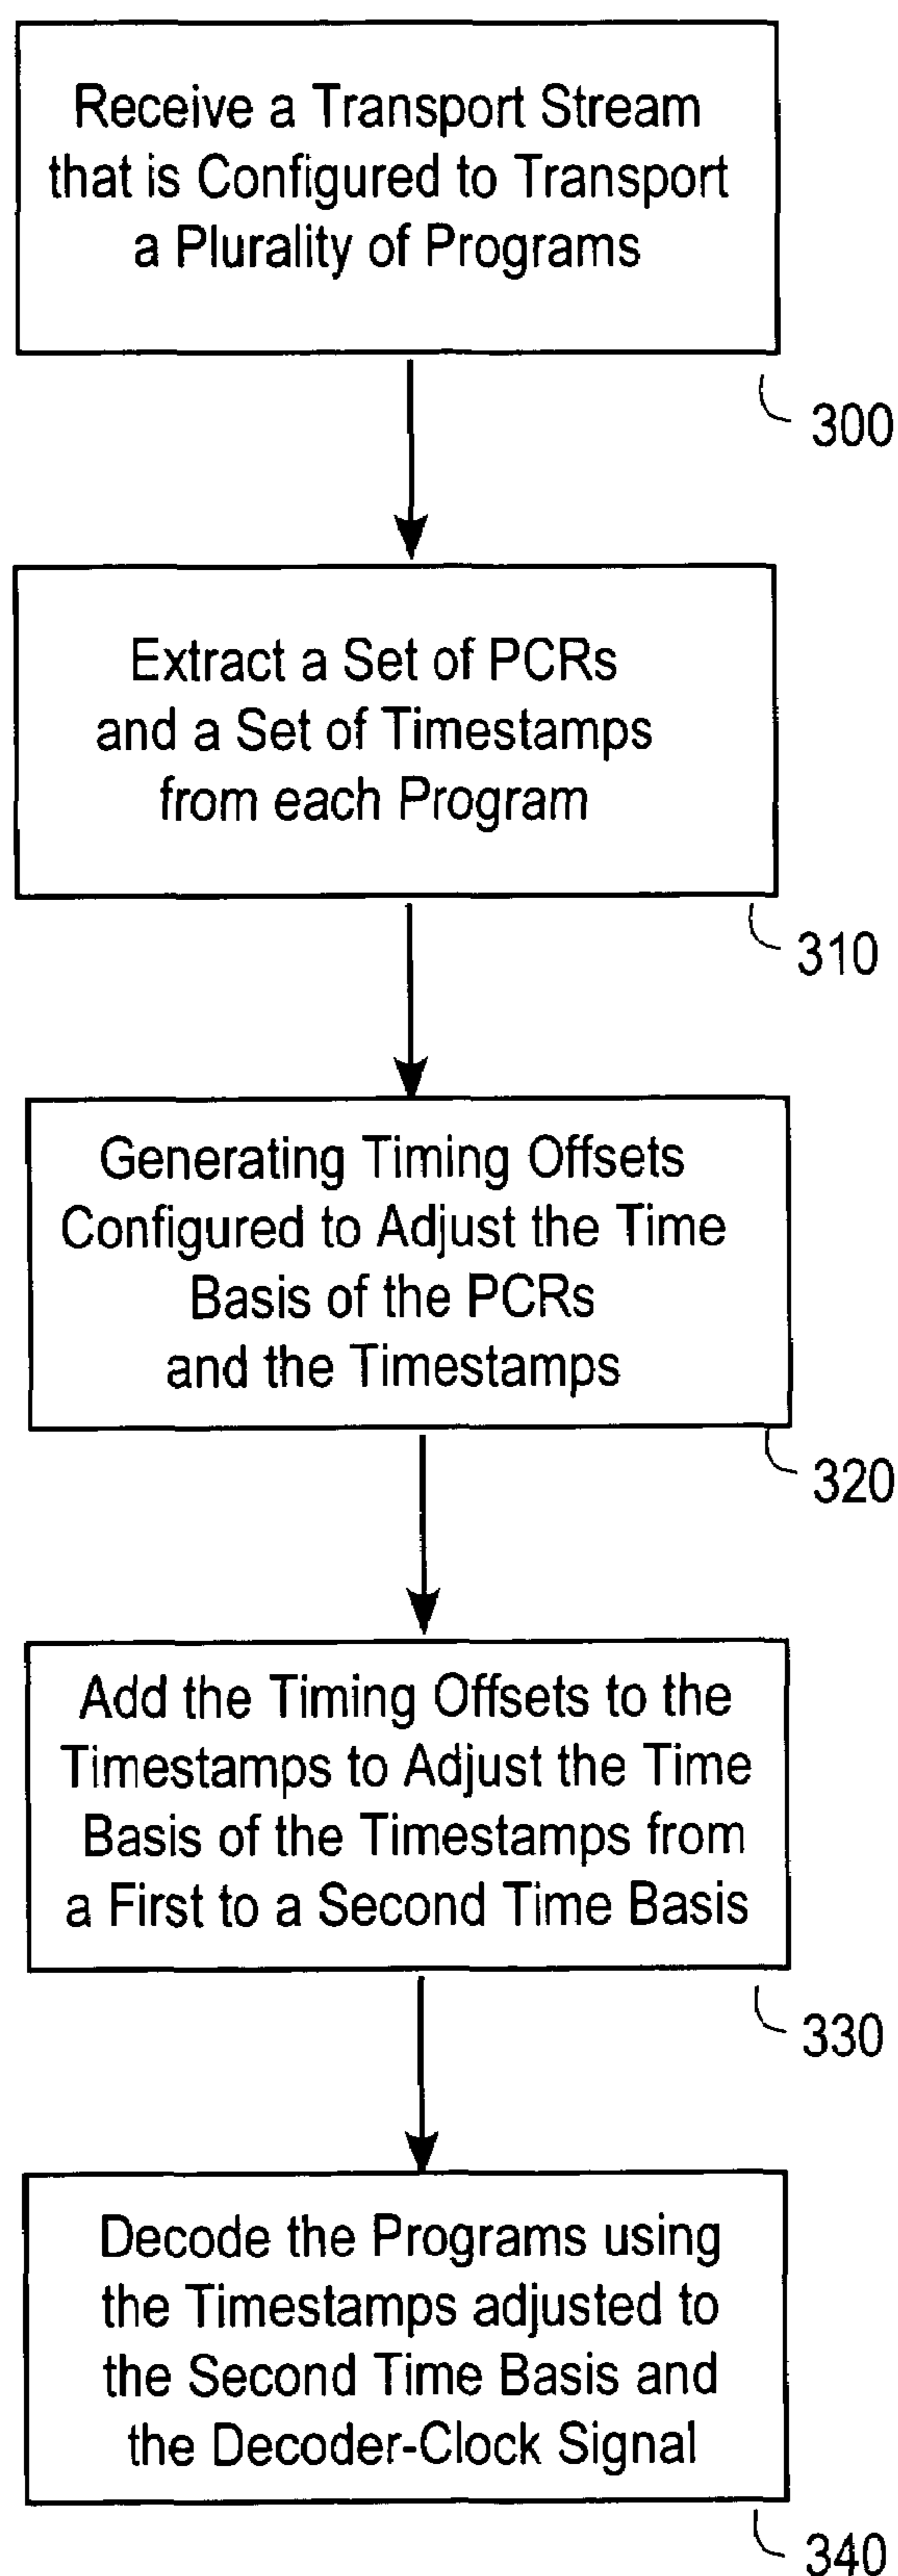 Receive a Transport Stream
that is Configured to Transport
a Plurality of Programs
300
Extract a Set of PCRs
and a Set of Timestamps
from each Program
310
Generating Timing Offsets
Configured to Adjust the Time
Basis of the PCRs
and the Timestamps
320
Add the Timing Offsets to the
Timestamps to Adjust the Time
Basis of the Timestamps from
a First to a Second Time Basis
330
Decode the Programs using
the Timestamps adjusted to
the Second Time Basis and
the Decoder-Clock Signal
340